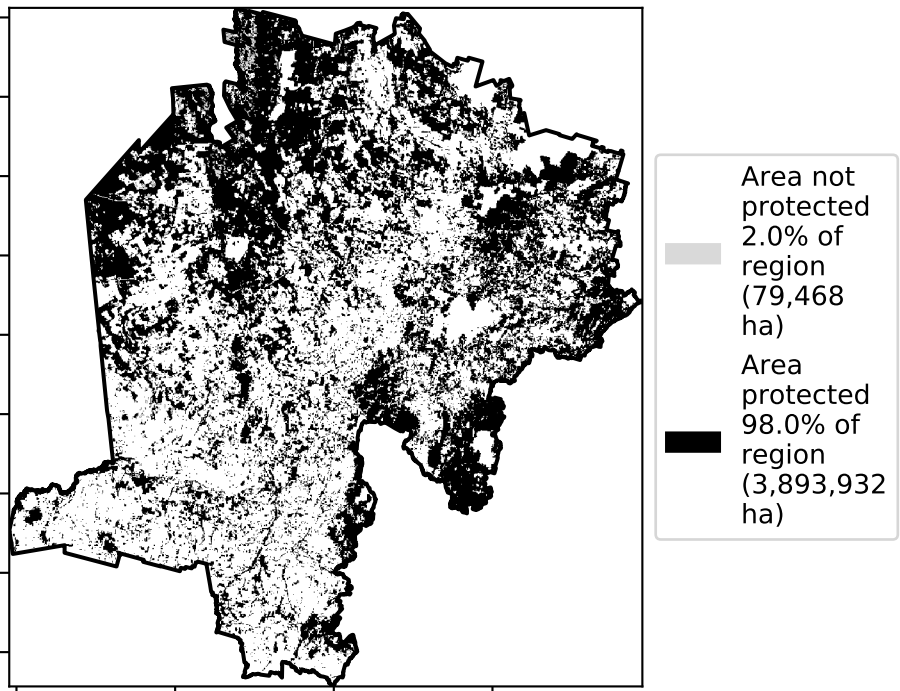 Area not
protected
2.0% of
region
(79,468
ha)
Area
protected
98.0% of
region
(3,893,932
ha)